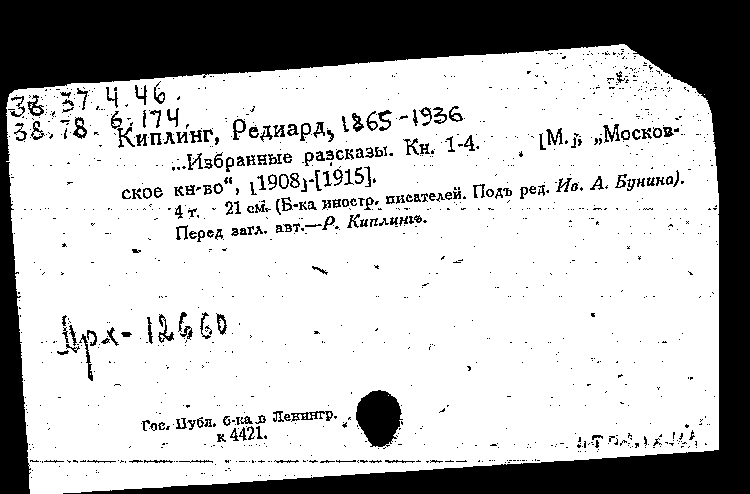 38.37.4.46.
38.78.6.174.
Киплинг, Редиард, 1865-1936
...Избранные рассказы. Кн. 1-4. [М.], „Москов-
ское кн-во“, [1908]-[1915].
4 т. 21 см. (Б-ка иностр. писателей. Подъ ред. Ив. А. Бунина).
Перед загл. авт.—Р. Киплингъ.
Арх- 12660
Гос. Публ. б-ка в Ленингр.
к 4421.